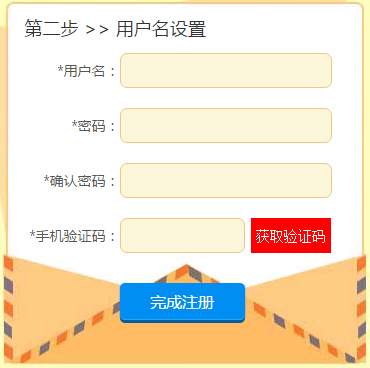 第二步 >> 用户名设置
*用户名：
*密码：
*确认密码：
*手机验证码： 获取验证码
完成注册